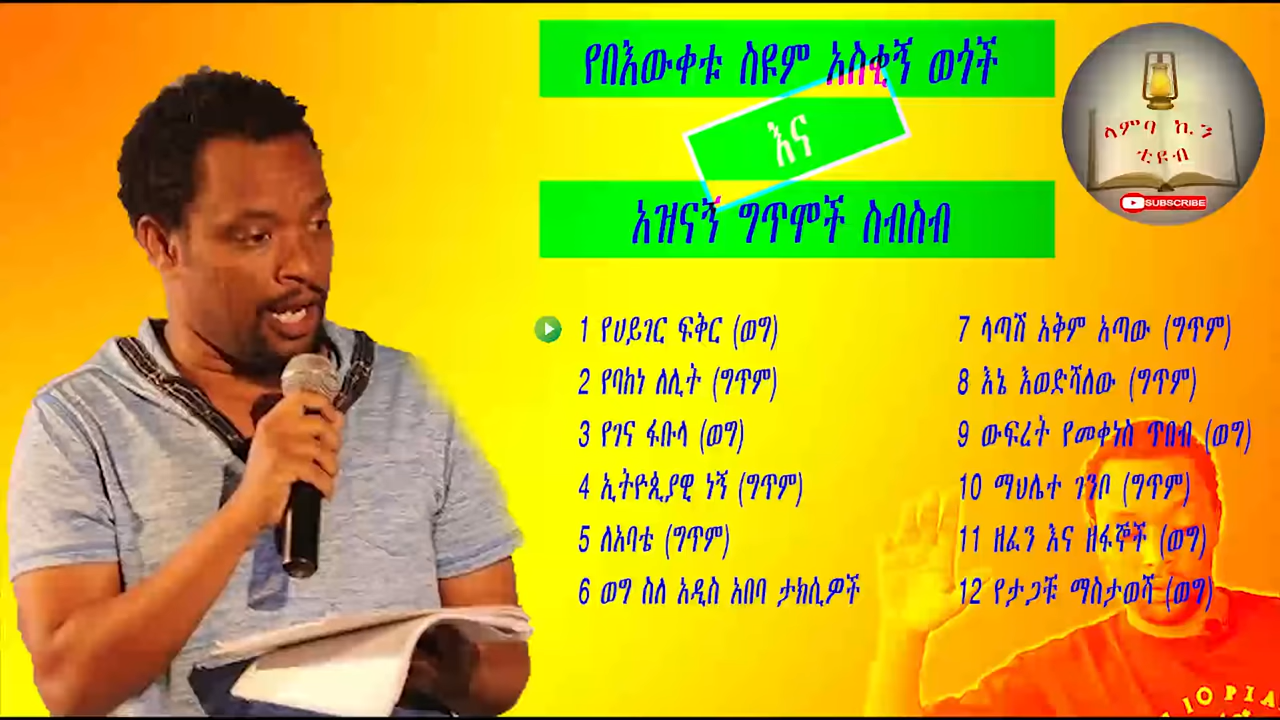 የበእውቀቱ ስዩም አስቂኝ ወጎች
እና
አዝናኝ ግጥሞች ስብስብ
ላምባ ኪን
ቲዩብ
SUBSCRIBE
1 የሀይገር ፍቅር (ወግ)
2 የባከነ ለሊት (ግጥም)
3 የገና ፋቡላ (ወግ)
4 ኢትዮጲያዊ ነኝ (ግጥም)
5 ለአባቴ (ግጥም)
6 ወግ ስለ አዲስ አበባ ታክሲዎች
7 ላጣሽ አቅም አጣው (ግጥም)
8 እኔ እወድሻለው (ግጥም)
9 ውፍረት የመቀነስ ጥበብ (ወግ)
10 ማህሌተ ገንቦ (ግጥም)
11 ዘፈን እና ዘፋኞች (ወግ)
12 የታጋቹ ማስታወሻ (ወግ)